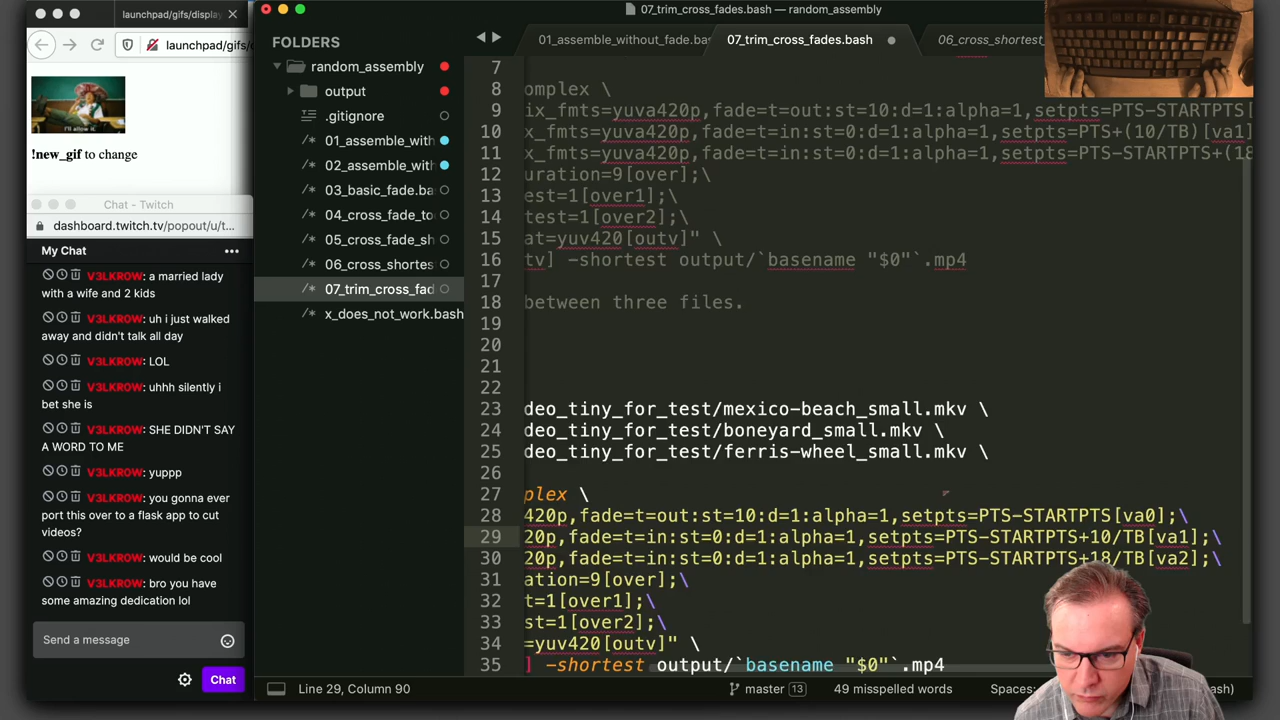 launchpad/gifs/display
launchpad/gifs/d
I'll allow it.
!new_gif to change
Chat - Twitch
dashboard.twitch.tv/popout/u/t...
My Chat
V3LKR0W: a married lady
with a wife and 2 kids
V3LKR0W: uh i just walked
away and didn't talk all day
V3LKR0W: LOL
V3LKR0W: uhhh silently i
bet she is
V3LKR0W: SHE DIDN'T SAY
A WORD TO ME
V3LKR0W: yuppp
V3LKR0W: you gonna ever
port this over to a flask app to cut
videos?
V3LKR0W: would be cool
V3LKR0W: bro you have
some amazing dedication lol
Send a message
Chat
07_trim_cross_fades.bash — random_assembly
FOLDERS
random_assembly
output
.gitignore
01_assemble_with
02_assemble_with
03_basic_fade.ba
04_cross_fade_to
05_cross_fade_sh
06_cross_shortes
07_trim_cross_fad
x_does_not_work.bash
01_assemble_without_fade.ba
07_trim_cross_fades.bash
06_cross_shortest
7
8 omplex \
9 ix_fmts=yuva420p,fade=t=out:st=10:d=1:alpha=1,setpts=PTS-STARTPTS[
10 x_fmts=yuva420p,fade=t=in:st=0:d=1:alpha=1,setpts=PTS+(10/TB)[va1]
11 x_fmts=yuva420p,fade=t=in:st=0:d=1:alpha=1,setpts=PTS-STARTPTS+(18
12 uration=9[over];\
13 est=1[over1];\
14 test=1[over2];\
15 at=yuv420[outv]" \
16 tv] -shortest output/`basename "$0"`.mp4
17
18 between three files.
19
20
21
22
23 deo_tiny_for_test/mexico-beach_small.mkv \
24 deo_tiny_for_test/boneyard_small.mkv \
25 deo_tiny_for_test/ferris-wheel_small.mkv \
26
27 plex \
28 420p,fade=t=out:st=10:d=1:alpha=1,setpts=PTS-STARTPTS[va0];\
29 20p,fade=t=in:st=0:d=1:alpha=1,setpts=PTS-STARTPTS+10/TB[va1];\
30 20p,fade=t=in:st=0:d=1:alpha=1,setpts=PTS-STARTPTS+18/TB[va2];\
31 ation=9[over];\
32 t=1[over1];\
33 st=1[over2];\
34 =yuv420[outv]" \
35 ] -shortest output/`basename "$0"`.mp4
Line 29, Column 90
master 13
49 misspelled words
Spaces:
sh)